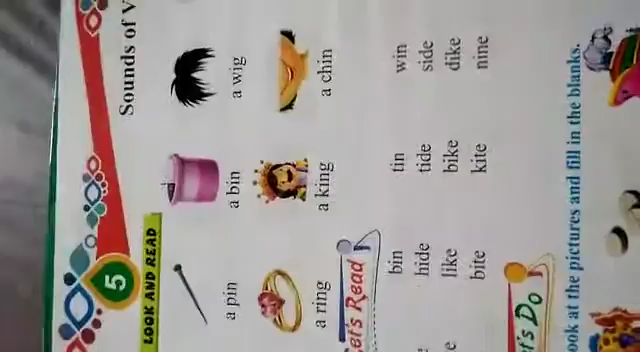 5
Sounds of V
LOOK AND READ
a pin a bin a wig
a ring a king a chin
Let's Read
bin tin win
hide tide side
like bike dike
bite kite nine
Let's Do
ook at the pictures and fill in the blanks.